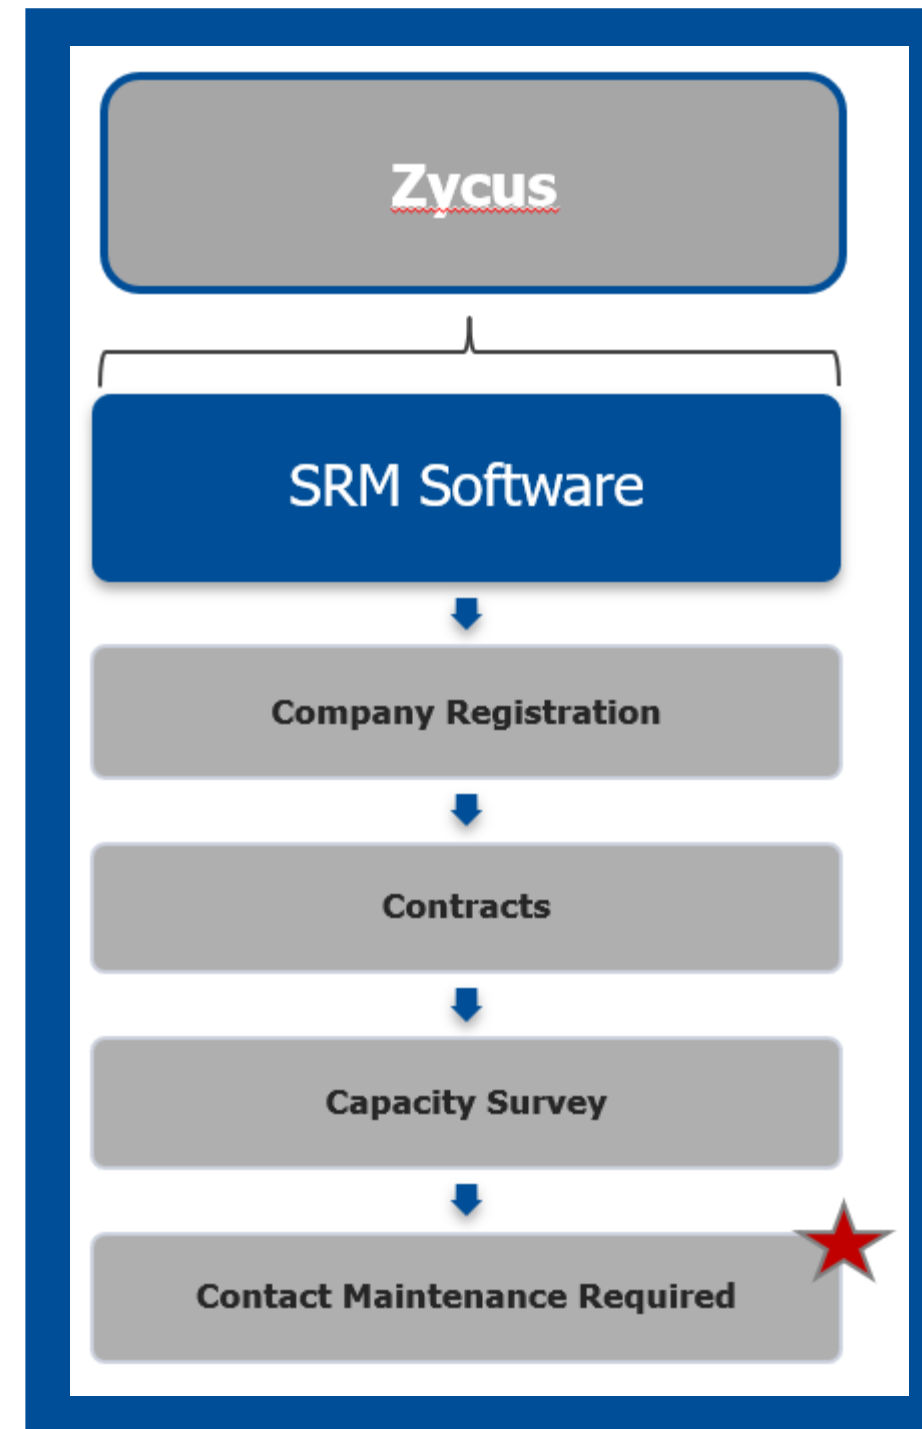 Zycus
SRM Software
Company Registration
Contracts
Capacity Survey
Contact Maintenance Required